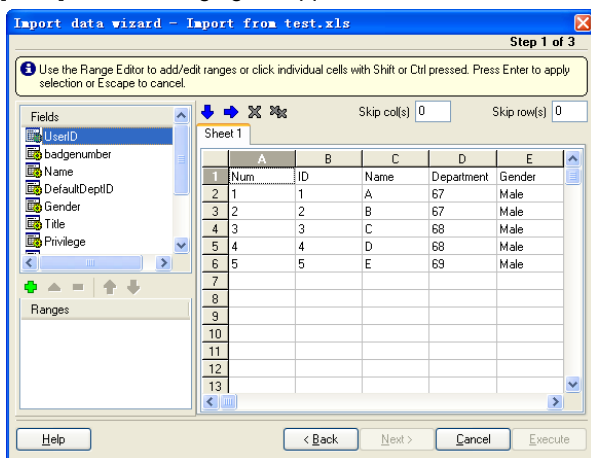 Import data wizard - Import from test.xls
Step 1 of 3
Use the Range Editor to add/edit ranges or click individual cells with Shift or Ctrl pressed. Press Enter to apply
selection or Escape to cancel.
Fields
UserID
badgenumber
Name
DefaultDeptID
Gender
Title
Privilege
Ranges
Skip col(s) 0 Skip row(s) 0
Sheet 1
A B C D E
1 Num ID Name Department Gender
2 1 1 A 67 Male
3 2 2 B 67 Male
4 3 3 C 68 Male
5 4 4 D 68 Male
6 5 5 E 69 Male
7
8
9
10
11
12
13
Help < Back Next > Cancel Execute